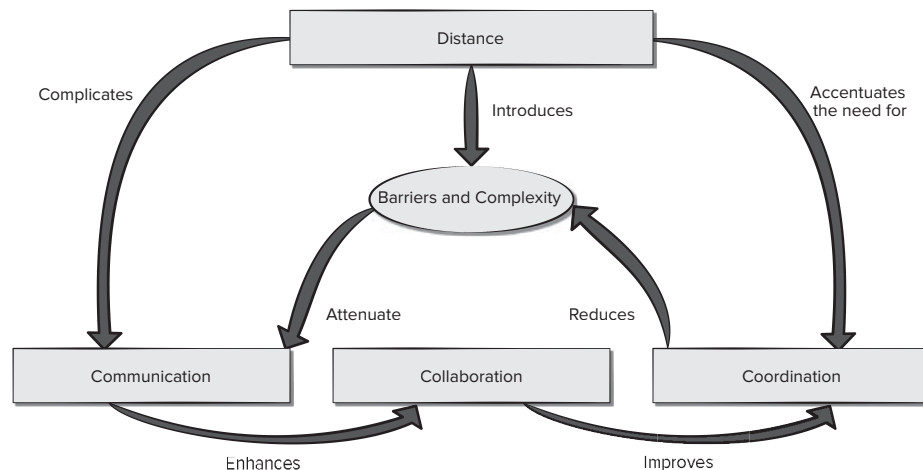 Distance
Complicates
Introduces
Accentuates
the need for
Barriers and Complexity
Attenuate
Reduces
Communication
Collaboration
Coordination
Enhances
Improves